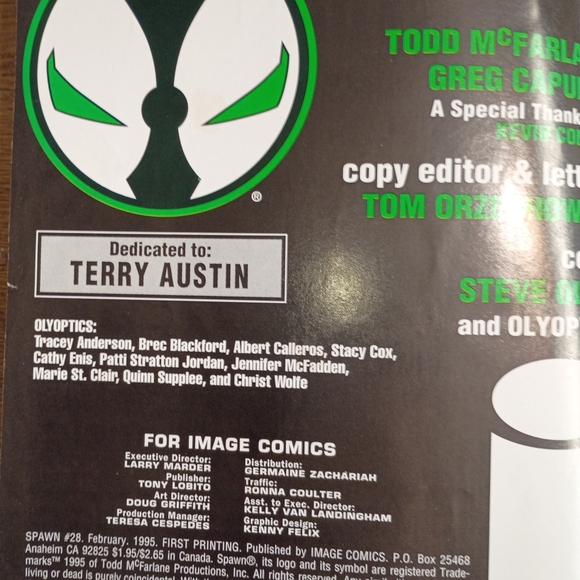 TODD McFARLA
GREG CAPU
A Special Thank
KEVIN CO
copy editor & lett
TOM ORZ
STEVE
and OLYOP
®
Dedicated to:
TERRY AUSTIN
OLYOPTICS:
Tracey Anderson, Brec Blackford, Albert Calleros, Stacy Cox,
Cathy Enis, Patti Stratton Jordan, Jennifer McFadden,
Marie St. Clair, Quinn Supplee, and Christ Wolfe
FOR IMAGE COMICS
Executive Director:
LARRY MARDER
Publisher:
TONY LOBITO
Art Director:
DOUG GRIFFITH
Production Manager:
TERESA CESPEDES
Distribution:
GERMAINE ZACHARIAH
Traffic:
RONNA COULTER
Asst. to Exec. Director:
KELLY VAN LANDINGHAM
Graphic Design:
KENNY FELIX
SPAWN #28. February. 1995. FIRST PRINTING. Published by IMAGE COMICS. P.O. Box 25468
Anaheim CA 92825 $1.95/$2.65 in Canada. Spawn®, its logo and its symbol are registered Trade-
marks™ 1995 of Todd McFarlane Productions, Inc. All rights reserved. Any
living or dead is purely coincidental. With